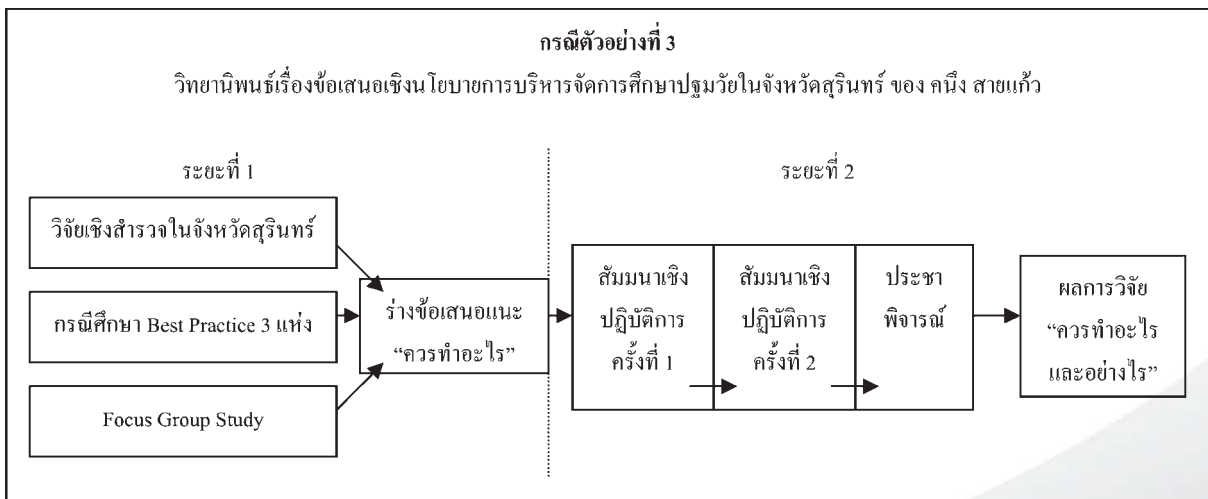 กรณีตัวอย่างที่ 3
วิทยานิพนธ์เรื่องข้อเสนอเชิงนโยบายการบริหารจัดการศึกษาปฐมวัยในจังหวัดสุรินทร์ ของ คนึง สายแก้ว
ระยะที่ 1
วิจัยเชิงสำรวจในจังหวัดสุรินทร์
กรณีศึกษา Best Practice 3 แห่ง
Focus Group Study
ร่างข้อเสนอแนะ
“ควรทำอะไร”
ระยะที่ 2
สัมมนาเชิง
ปฏิบัติการ
ครั้งที่ 1
สัมมนาเชิง
ปฏิบัติการ
ครั้งที่ 2
ประชา
พิจารณ์
ผลการวิจัย
“ควรทำอะไร
และอย่างไร”